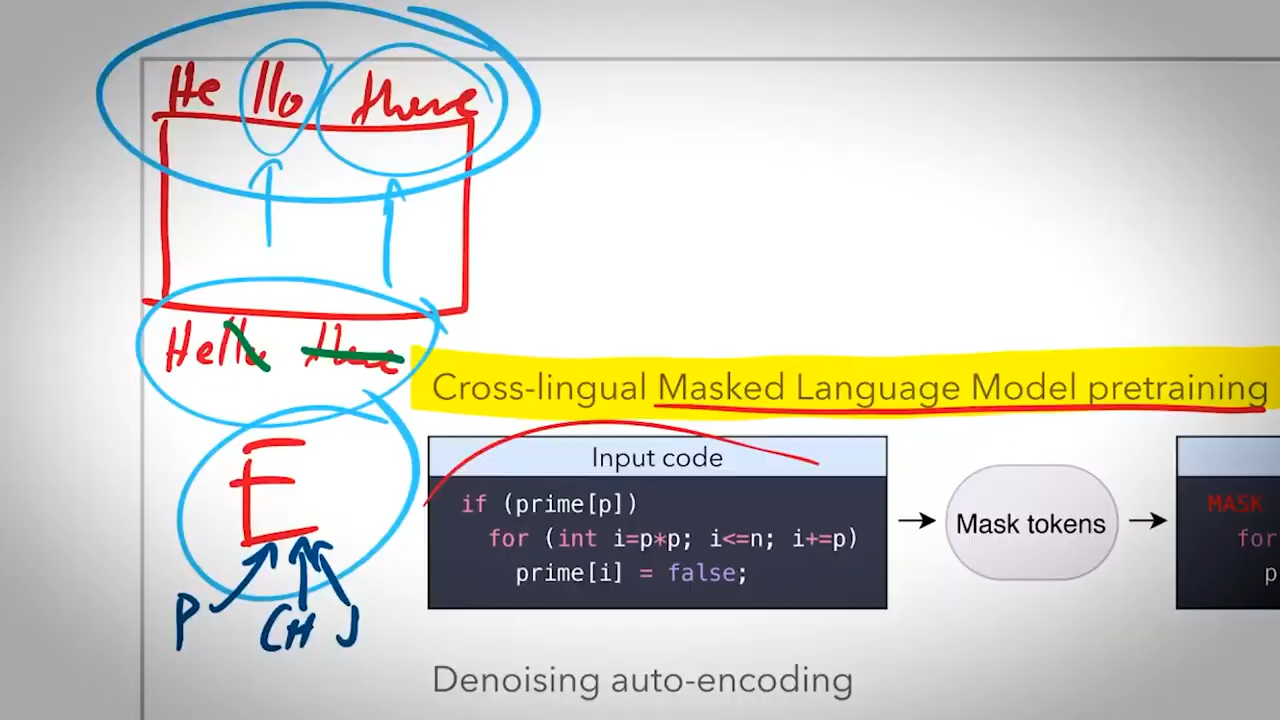 He llo there
Hello there
Cross-lingual Masked Language Model pretraining
E
Input code
if (prime[p])
for (int i=p*p; i<=n; i+=p)
prime[i] = false;
Mask tokens
MASK
for
p
P CH J
Denoising auto-encoding